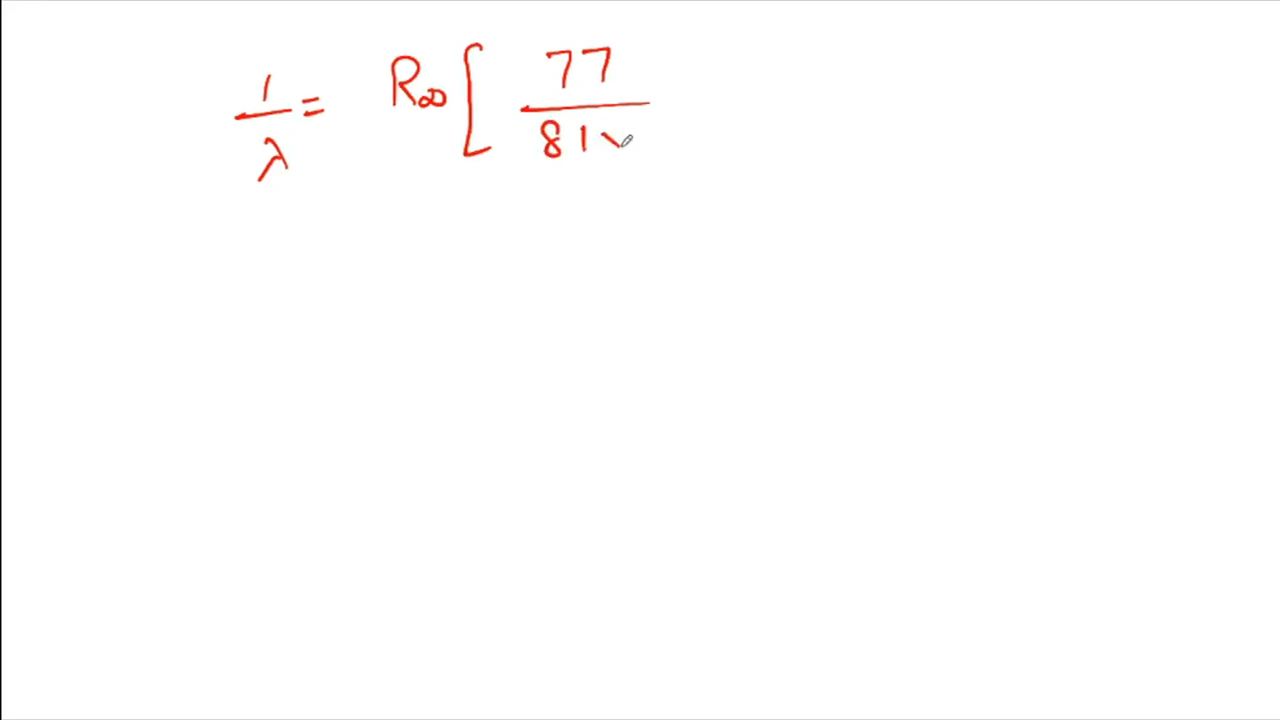 1/λ = R∞ [ 77/81